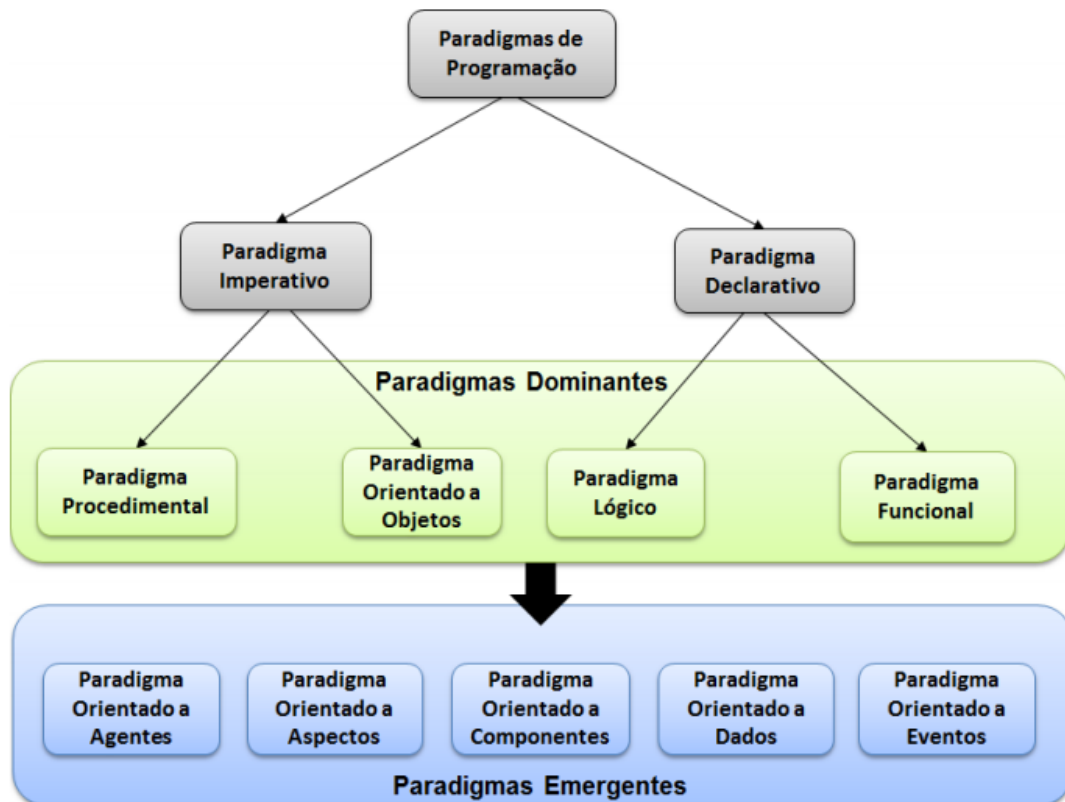 Paradigmas de
Programação
Paradigma
Imperativo
Paradigma
Declarativo
Paradigmas Dominantes
Paradigma
Procedimental
Paradigma
Orientado a
Objetos
Paradigma
Lógico
Paradigma
Funcional
Paradigma
Orientado a
Agentes
Paradigma
Orientado a
Aspectos
Paradigma
Orientado a
Componentes
Paradigma
Orientado a
Dados
Paradigma
Orientado a
Eventos
Paradigmas Emergentes